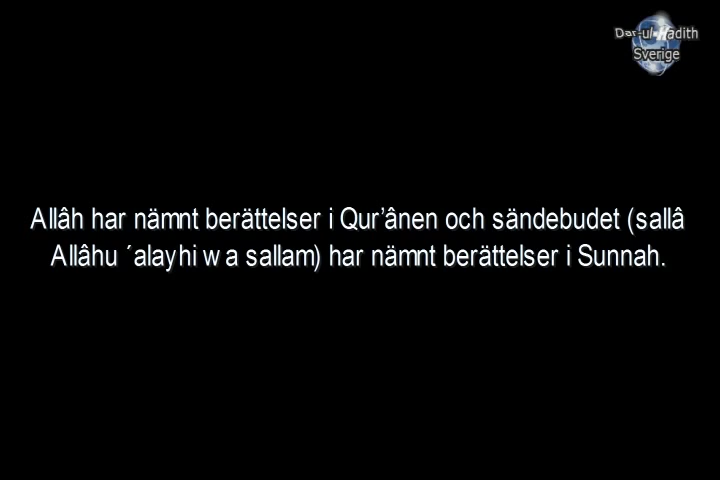 Dar-ul Hadith
Sverige
Allâh har nämnt berättelser i Qur’ânen och sändebudet (sallâ
Allâhu ´alayhi w a sallam) har nämnt berättelser i Sunnah.